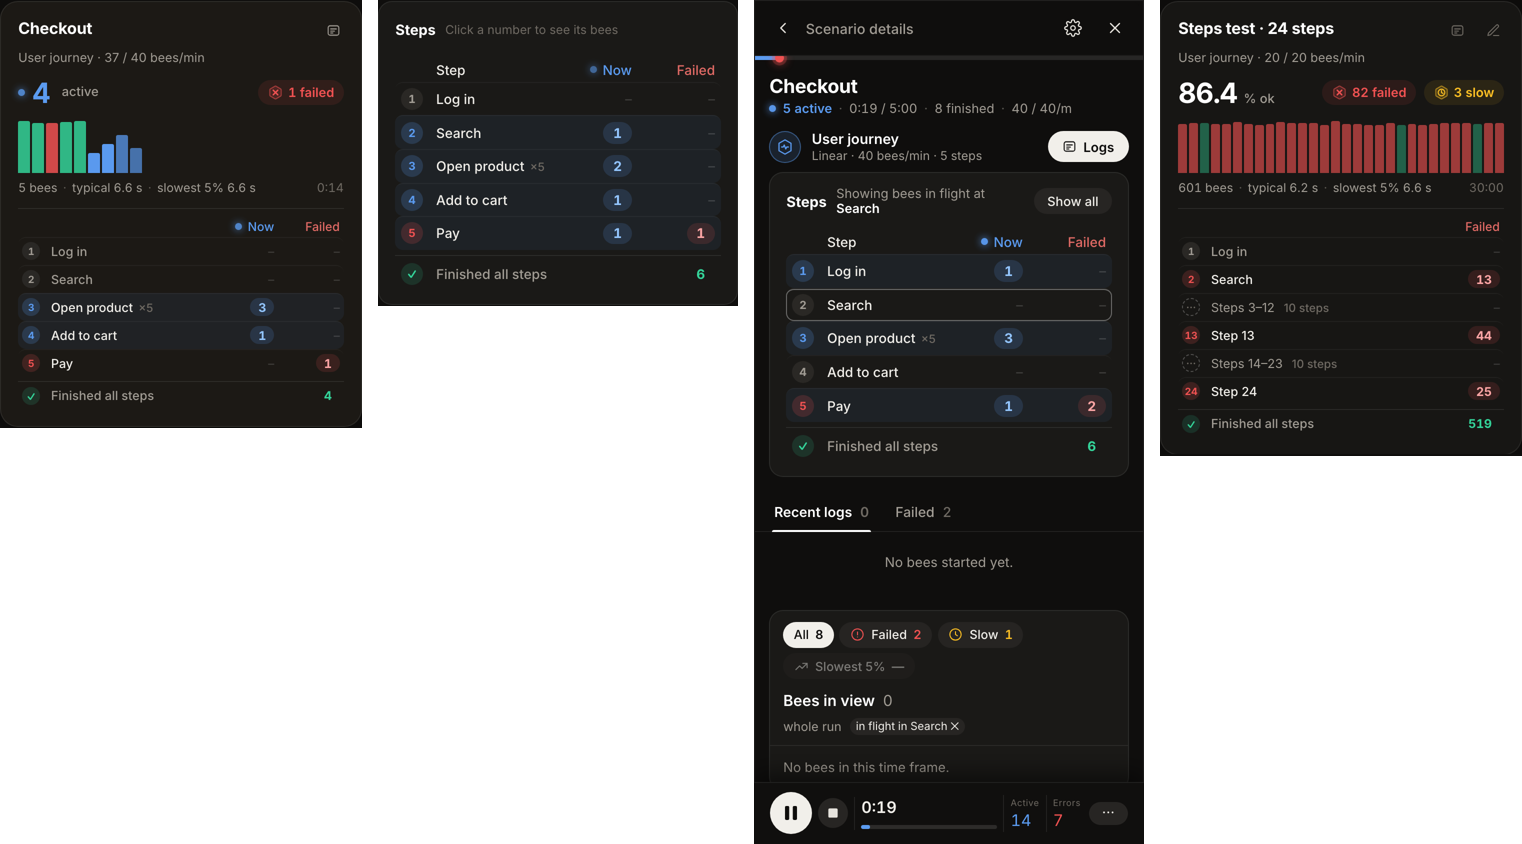 Checkout
User journey · 37 / 40 bees/min
4 active
1 failed
5 bees · typical 6.6 s · slowest 5% 6.6 s 0:14
Now Failed
1 Log in – –
2 Search – –
3 Open product ×5 3 –
4 Add to cart 1 –
5 Pay – 1
Finished all steps 4
Steps Click a number to see its bees
Step Now Failed
1 Log in – –
2 Search 1 –
3 Open product ×5 2 –
4 Add to cart 1 –
5 Pay 1 1
Finished all steps 6
Scenario details
Checkout
5 active · 0:19 / 5:00 · 8 finished · 40 / 40/m
User journey
Linear · 40 bees/min · 5 steps
Logs
Steps Showing bees in flight at
Search
Show all
Step Now Failed
1 Log in 1 –
2 Search – –
3 Open product ×5 3 –
4 Add to cart – –
5 Pay 1 2
Finished all steps 6
Recent logs 0 Failed 2
No bees started yet.
All 8 Failed 2 Slow 1
Slowest 5% —
Bees in view 0
whole run in flight in Search
No bees in this time frame.
0:19
Active
14
Errors
7
Steps test · 24 steps
User journey · 20 / 20 bees/min
86.4 % ok
82 failed
3 slow
601 bees · typical 6.2 s · slowest 5% 6.6 s 30:00
Failed
1 Log in –
2 Search 13
Steps 3–12 10 steps –
13 Step 13 44
Steps 14–23 10 steps –
24 Step 24 25
Finished all steps 519